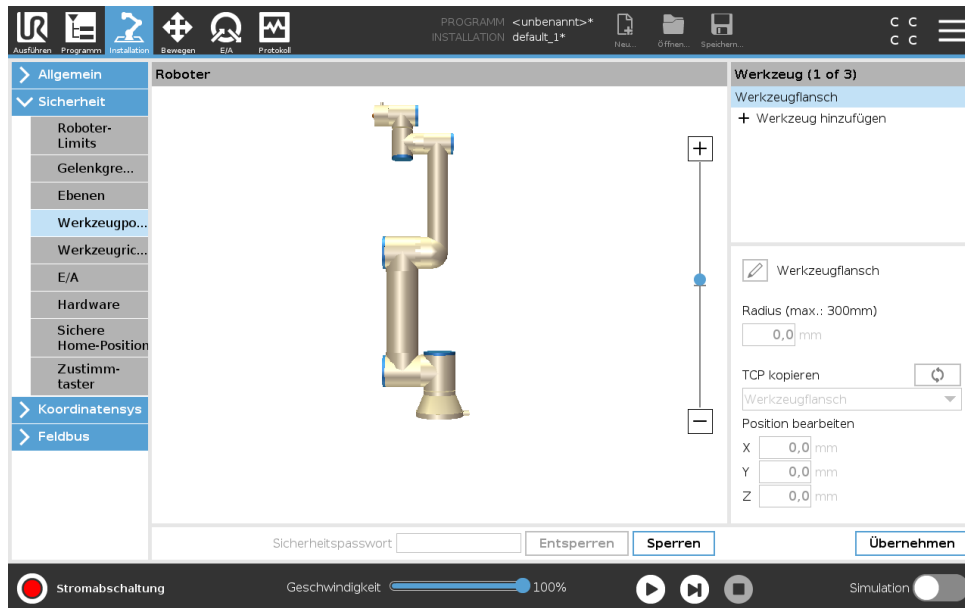 PROGRAMM <unbenannt>*
INSTALLATION default_1*
Ausführen Programm Installation Bewegen E/A Protokoll Neu... Öffnen... Speichern...
C C
C C
Allgemein
Sicherheit
Roboter-
Limits
Gelenkgre...
Ebenen
Werkzeugpo...
Werkzeugric...
E/A
Hardware
Sichere
Home-Position
Zustimm-
taster
Koordinatensys
Feldbus
Roboter
Werkzeug (1 of 3)
Werkzeugflansch
+ Werkzeug hinzufügen
Werkzeugflansch
Radius (max.: 300mm)
0,0 mm
TCP kopieren
Werkzeugflansch
Position bearbeiten
X 0,0 mm
Y 0,0 mm
Z 0,0 mm
Sicherheitspasswort Entsperren Sperren Übernehmen
Stromabschaltung Geschwindigkeit 100% Simulation